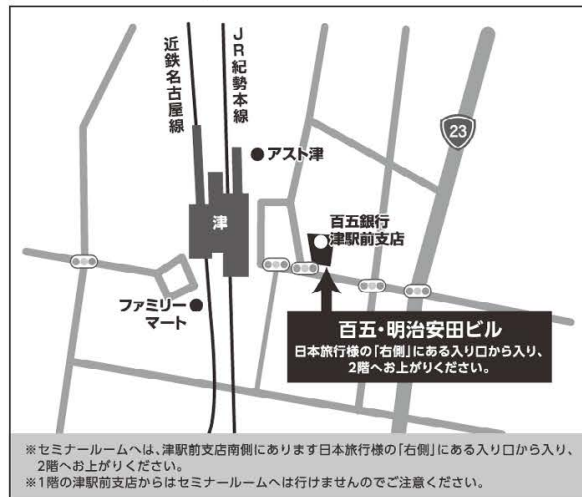 近鉄名古屋線
JR紀勢本線
23
アスト津
津
百五銀行
津駅前支店
ファミリー
マート
百五・明治安田ビル
日本旅行様の「右側」にある入り口から入り、
2階へお上がりください。
※セミナールームへは、津駅前支店南側にあります日本旅行様の「右側」にある入り口から入り、
2階へお上がりください。
※1階の津駅前支店からはセミナールームへは行けませんのでご注意ください。